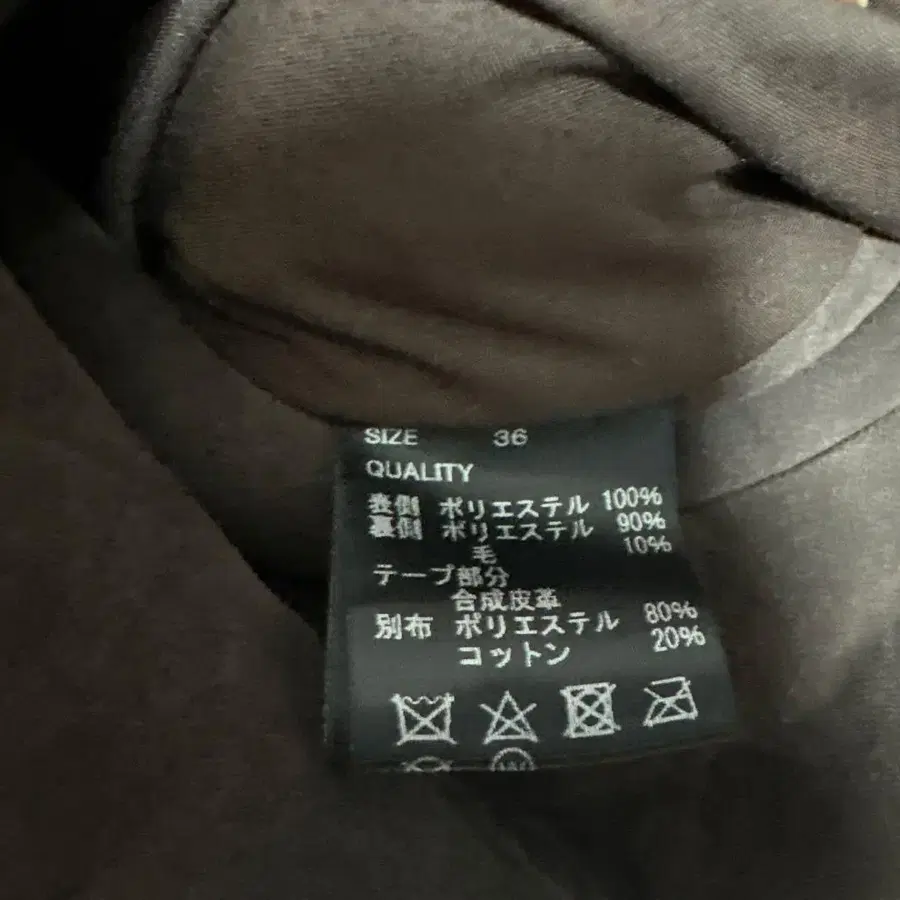 SIZE 36
QUALITY
表側 ポリエステル 100%
裏側 ポリエステル 90%
毛 10%
テープ部分
合成皮革
別布 ポリエステル 80%
コットン 20%